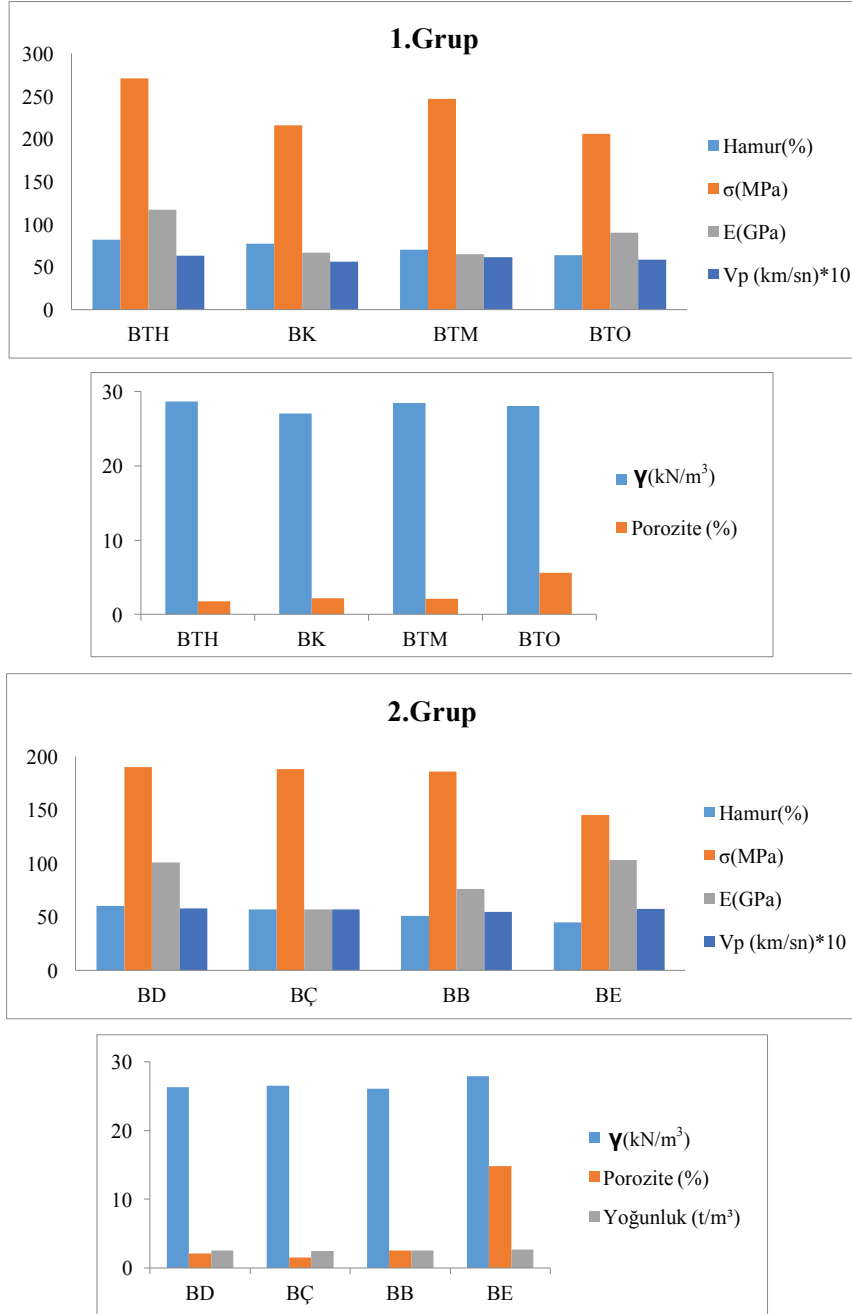 1.Grup
300
250
200
150
100
50
0
BTH BK BTM BTO
Hamur(%)
σ(MPa)
E(GPa)
Vp (km/sn)*10
30
20
10
0
BTH BK BTM BTO
γ(kN/m³)
Porozite (%)
2.Grup
200
150
100
50
0
BD BÇ BB BE
Hamur(%)
σ(MPa)
E(GPa)
Vp (km/sn)*10
30
20
10
0
BD BÇ BB BE
γ(kN/m³)
Porozite (%)
Yoğunluk (t/m³)